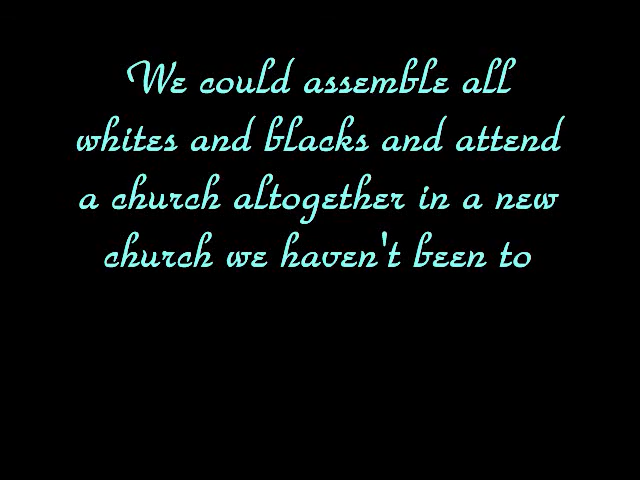 We could assemble all
whites and blacks and attend
a church altogether in a new
church we haven't been to